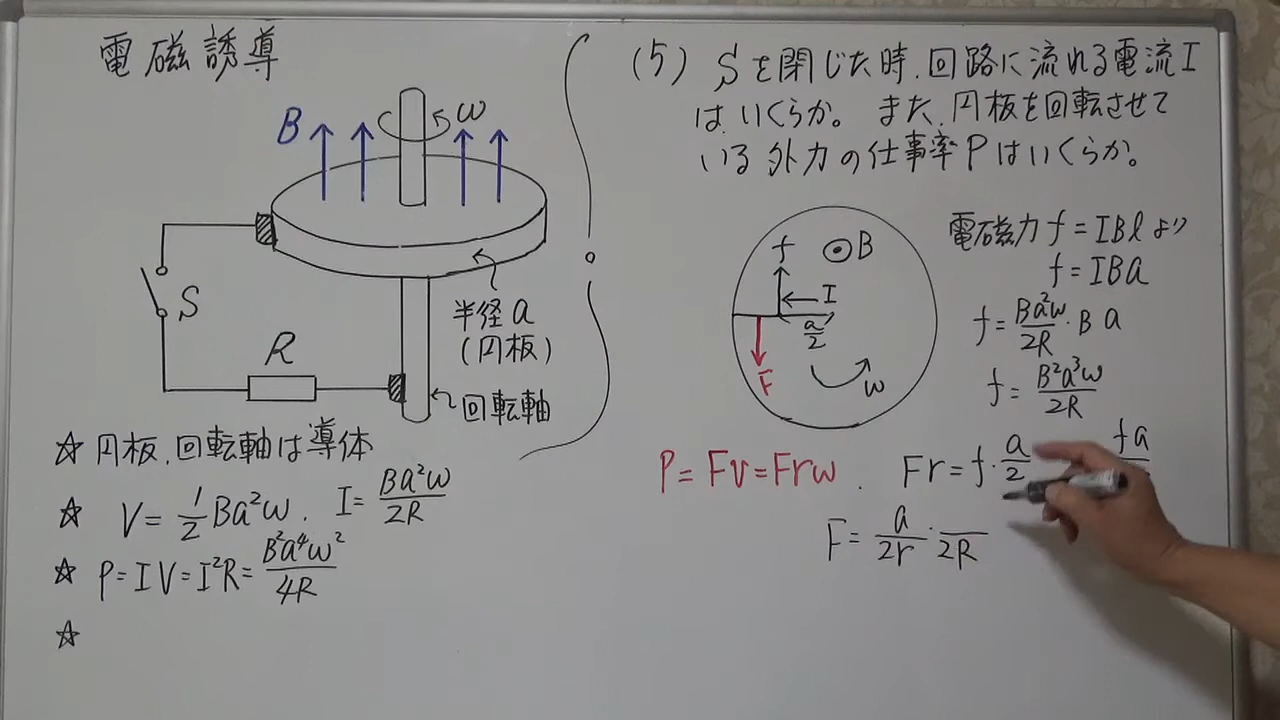 電磁誘導
B
ω
S
R
半径a
(円板)
回転軸
☆ 円板、回転軸は導体
☆ V = 1/2 Ba²ω. I = Ba²ω/2R
☆ P = IV = I²R = B²a⁴ω²/4R
☆
(5) Sを閉じた時、回路に流れる電流I
は、いくらか。また、円板を回転させて
いる外力の仕事率Pはいくらか。
f
⊙B
I
a/2
F
ω
電磁力 f = IBl より
f = IBa
f = Ba²ω/2R · B a
f = B²a³ω/2R
P = Fv = Frω.
Fr = f · a/2
fa
F = a/2r · /2R